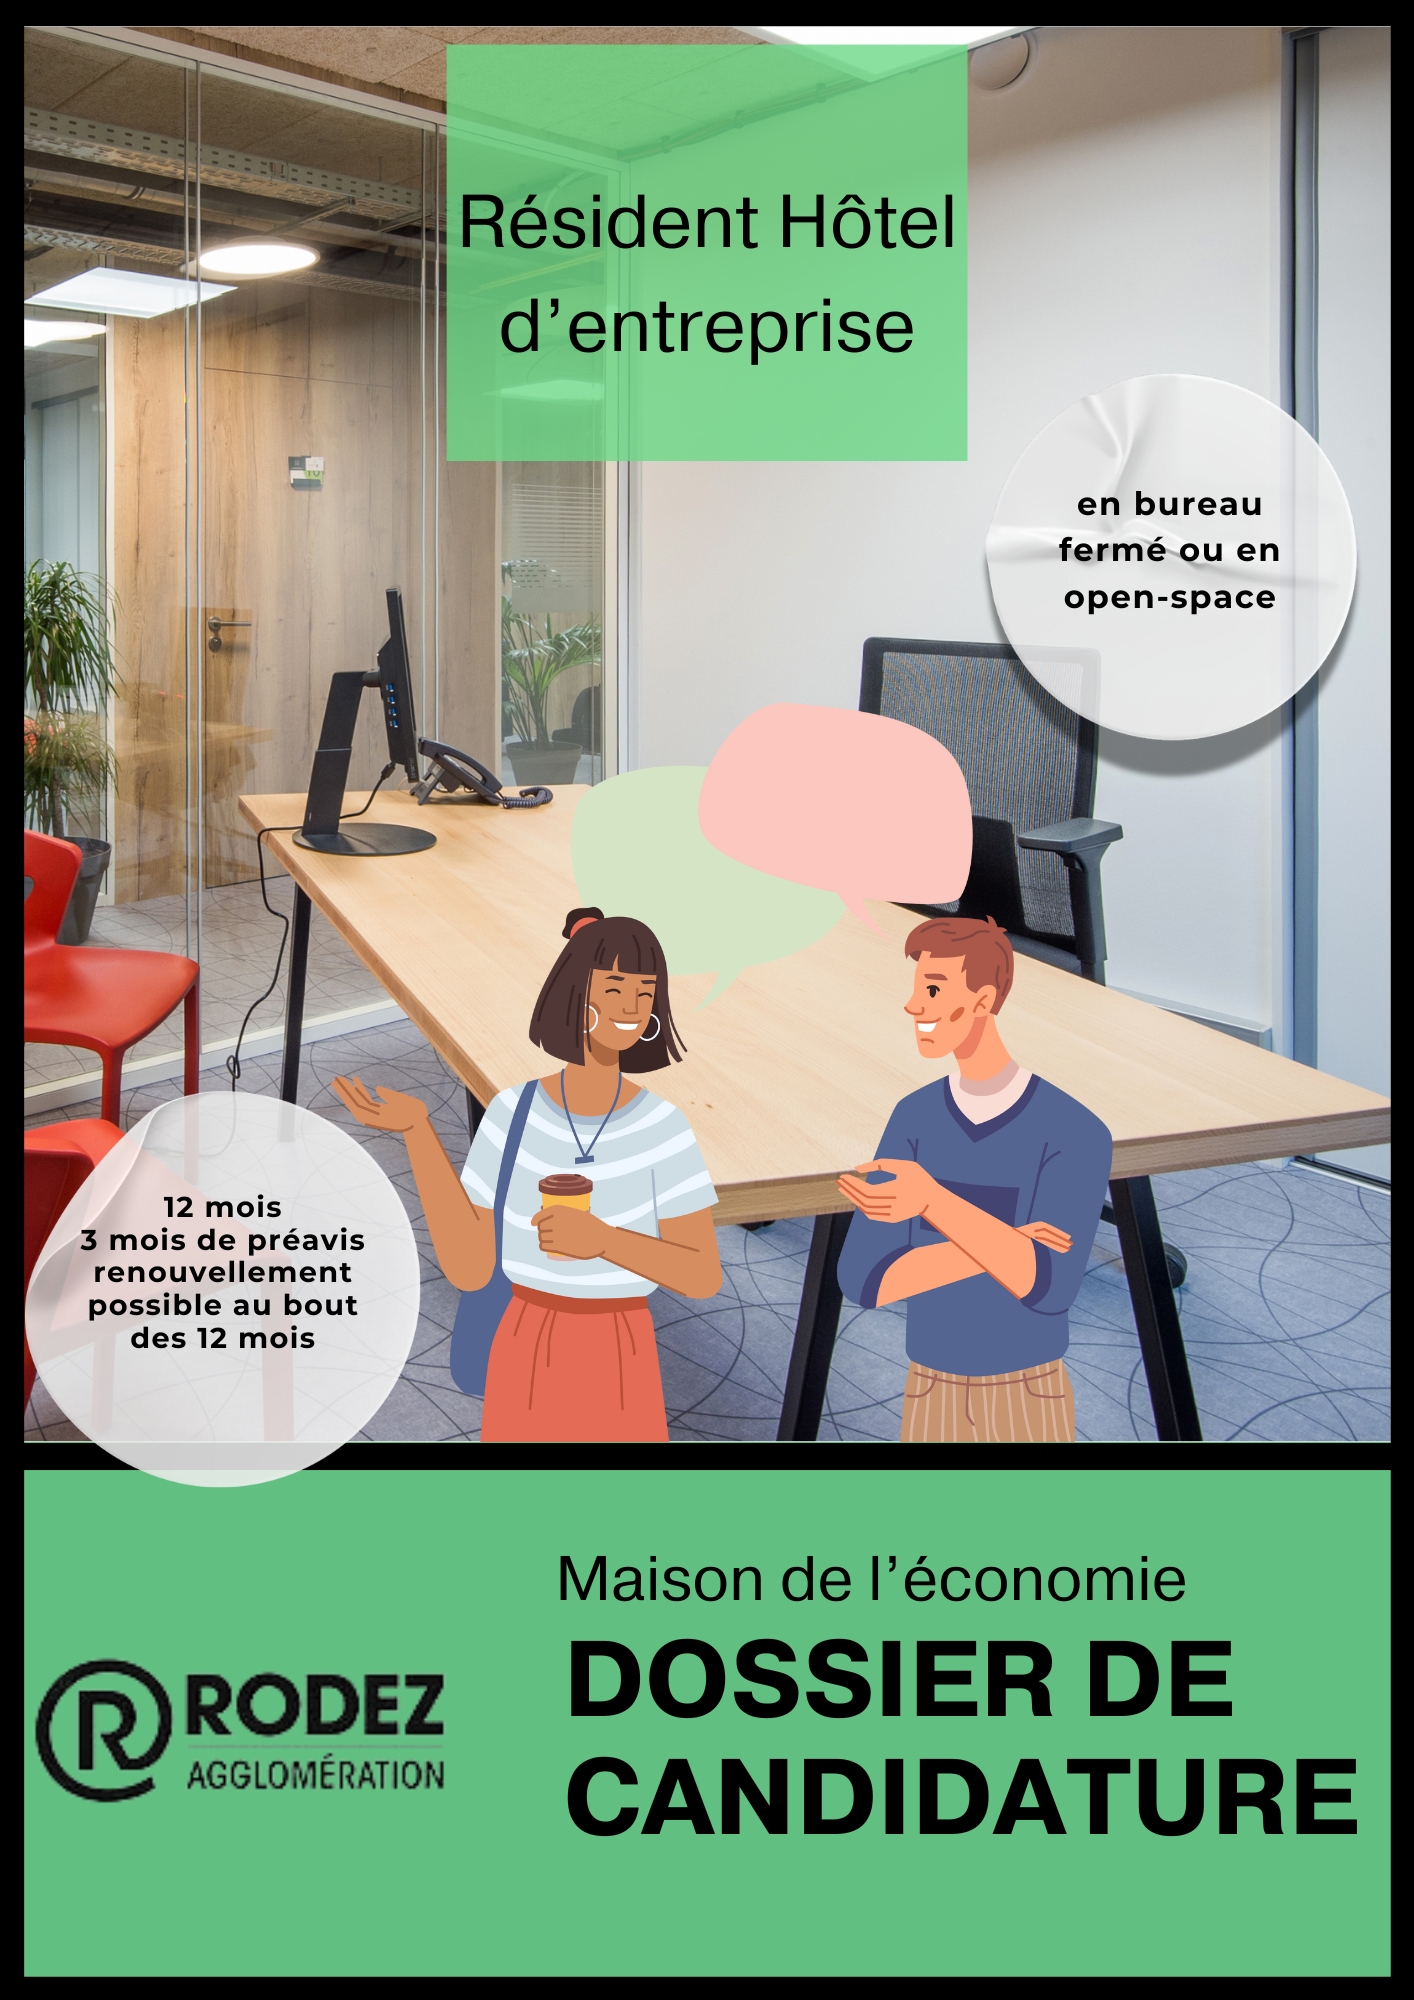 Résident Hôtel
d’entreprise
en bureau
fermé ou en
open-space
12 mois
3 mois de préavis
renouvellement
possible au bout
des 12 mois
Maison de l’économie
DOSSIER DE
CANDIDATURE
R RODEZ
AGGLOMÉRATION